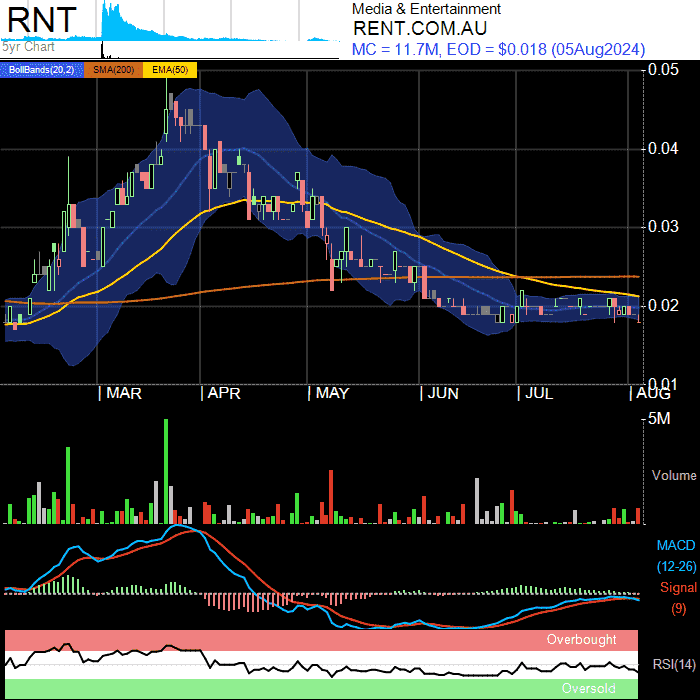 RNT
5yr Chart
Media & Entertainment
RENT.COM.AU
MC = 11.7M, EOD = $0.018 (05Aug2024)
BollBands(20,2) SMA(200) EMA(50)
0.05
0.04
0.03
0.02
0.01
| MAR | APR | MAY | JUN | JUL | AUG
5M
Volume
MACD
(12-26)
Signal
(9)
Overbought
RSI(14)
Oversold